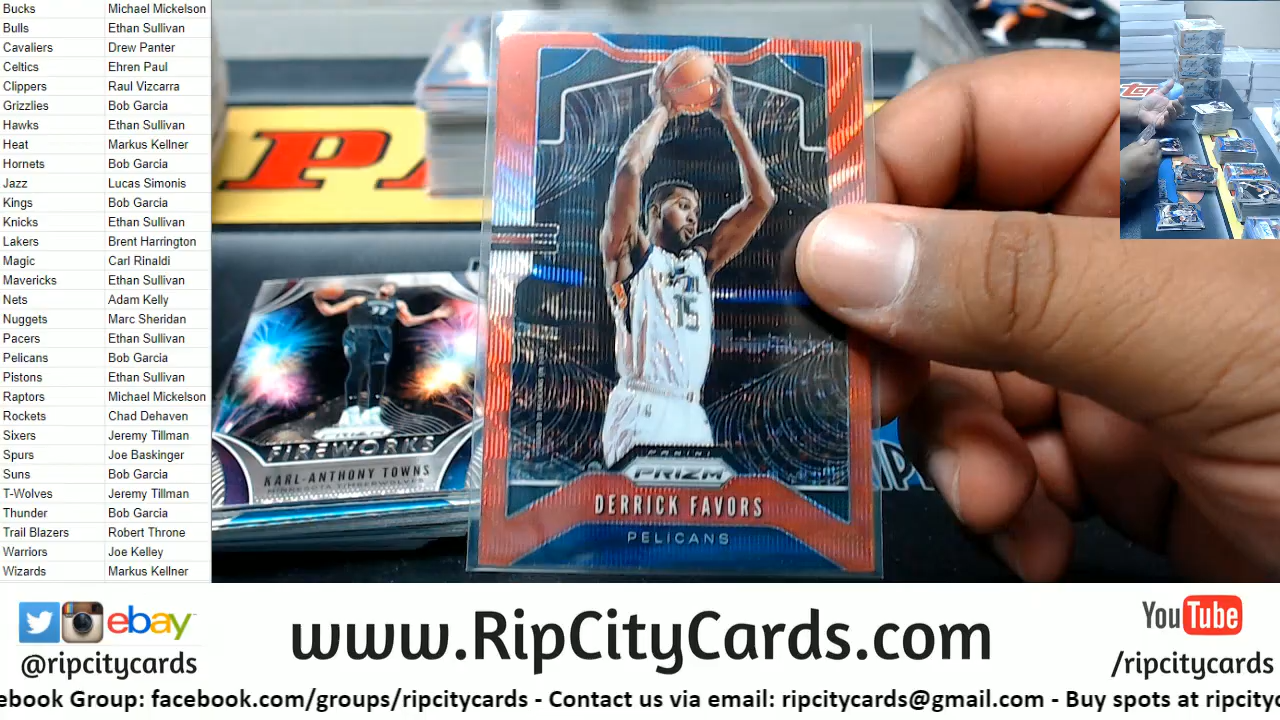 Bucks Michael Mickelson
Bulls Ethan Sullivan
Cavaliers Drew Panter
Celtics Ehren Paul
Clippers Raul Vizcarra
Grizzlies Bob Garcia
Hawks Ethan Sullivan
Heat Markus Kellner
Hornets Bob Garcia
Jazz Lucas Simonis
Kings Bob Garcia
Knicks Ethan Sullivan
Lakers Brent Harrington
Magic Carl Rinaldi
Mavericks Ethan Sullivan
Nets Adam Kelly
Nuggets Marc Sheridan
Pacers Ethan Sullivan
Pelicans Bob Garcia
Pistons Ethan Sullivan
Raptors Michael Mickelson
Rockets Chad Dehaven
Sixers Jeremy Tillman
Spurs Joe Baskinger
Suns Bob Garcia
T-Wolves Jeremy Tillman
Thunder Bob Garcia
Trail Blazers Robert Throne
Warriors Joe Kelley
Wizards Markus Kellner
PA
15
PANINI
PRIZM
DERRICK FAVORS
PELICANS
PRIZM
FIREWORKS
KARL-ANTHONY TOWNS
MINNESOTA TIMBERWOLVES
ebay
@ripcitycards
www.RipCityCards.com
YouTube
/ripcitycards
ebook Group: facebook.com/groups/ripcitycards - Contact us via email: ripcitycards@gmail.com - Buy spots at ripcityc